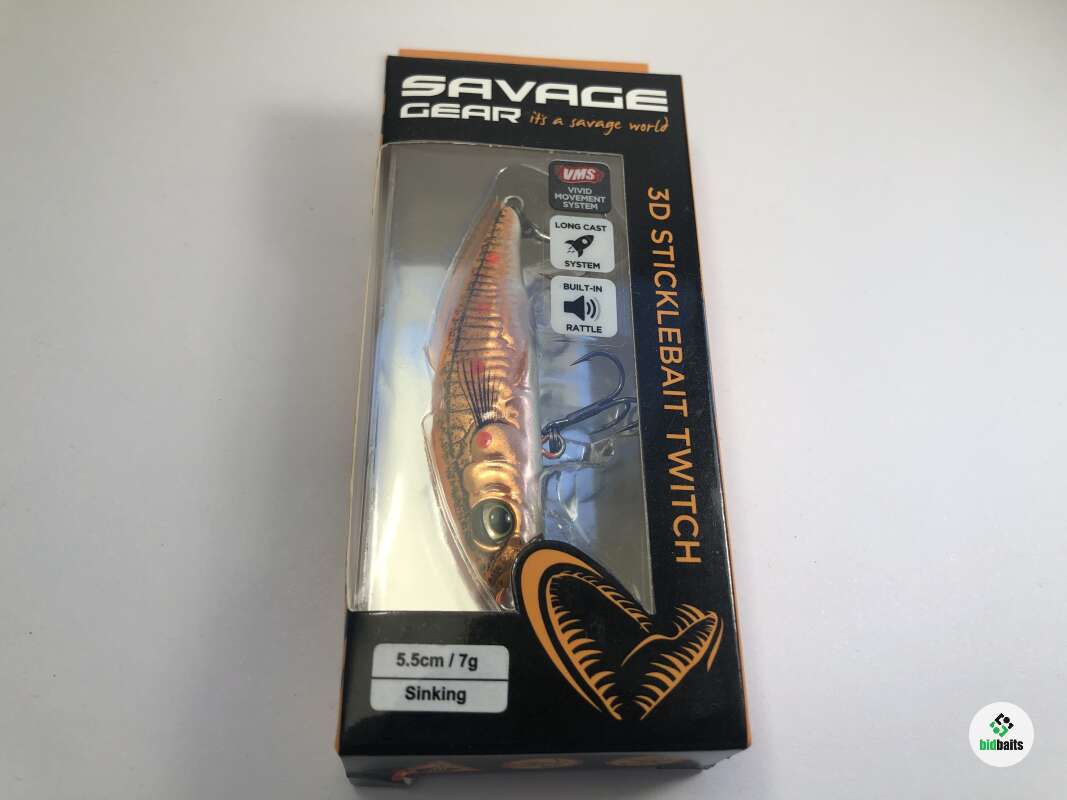 SAVAGE
GEAR it's a savage world
VMS
VIVID
MOVEMENT
SYSTEM
LONG CAST
SYSTEM
BUILT-IN
RATTLE
3D STICKLEBAIT TWITCH
5.5cm / 7g
Sinking
bidbaits